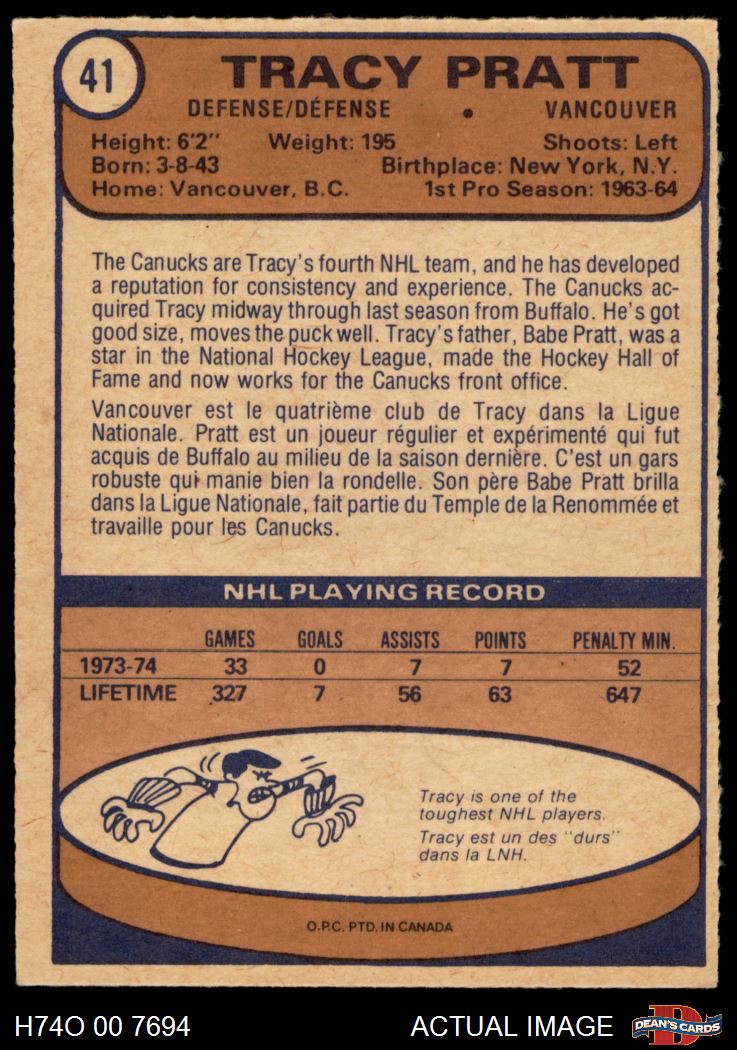 41
TRACY PRATT
DEFENSE/DÉFENSE • VANCOUVER
Height: 6'2" Weight: 195 Shoots: Left
Born: 3-8-43 Birthplace: New York, N.Y.
Home: Vancouver, B.C. 1st Pro Season: 1963-64
The Canucks are Tracy's fourth NHL team, and he has developed
a reputation for consistency and experience. The Canucks ac-
quired Tracy midway through last season from Buffalo. He's got
good size, moves the puck well. Tracy's father, Babe Pratt, was a
star in the National Hockey League, made the Hockey Hall of
Fame and now works for the Canucks front office.
Vancouver est le quatrième club de Tracy dans la Ligue
Nationale. Pratt est un joueur régulier et expérimenté qui fut
acquis de Buffalo au milieu de la saison dernière. C'est un gars
robuste qui manie bien la rondelle. Son père Babe Pratt brilla
dans la Ligue Nationale, fait partie du Temple de la Renommée et
travaille pour les Canucks.
NHL PLAYING RECORD
GAMES GOALS ASSISTS POINTS PENALTY MIN.
1973-74 33 0 7 7 52
LIFETIME 327 7 56 63 647
Tracy is one of the
toughest NHL players.
Tracy est un des "durs"
dans la LNH.
O.P.C. PTD. IN CANADA
H74O 00 7694 ACTUAL IMAGE DEAN'S CARDS